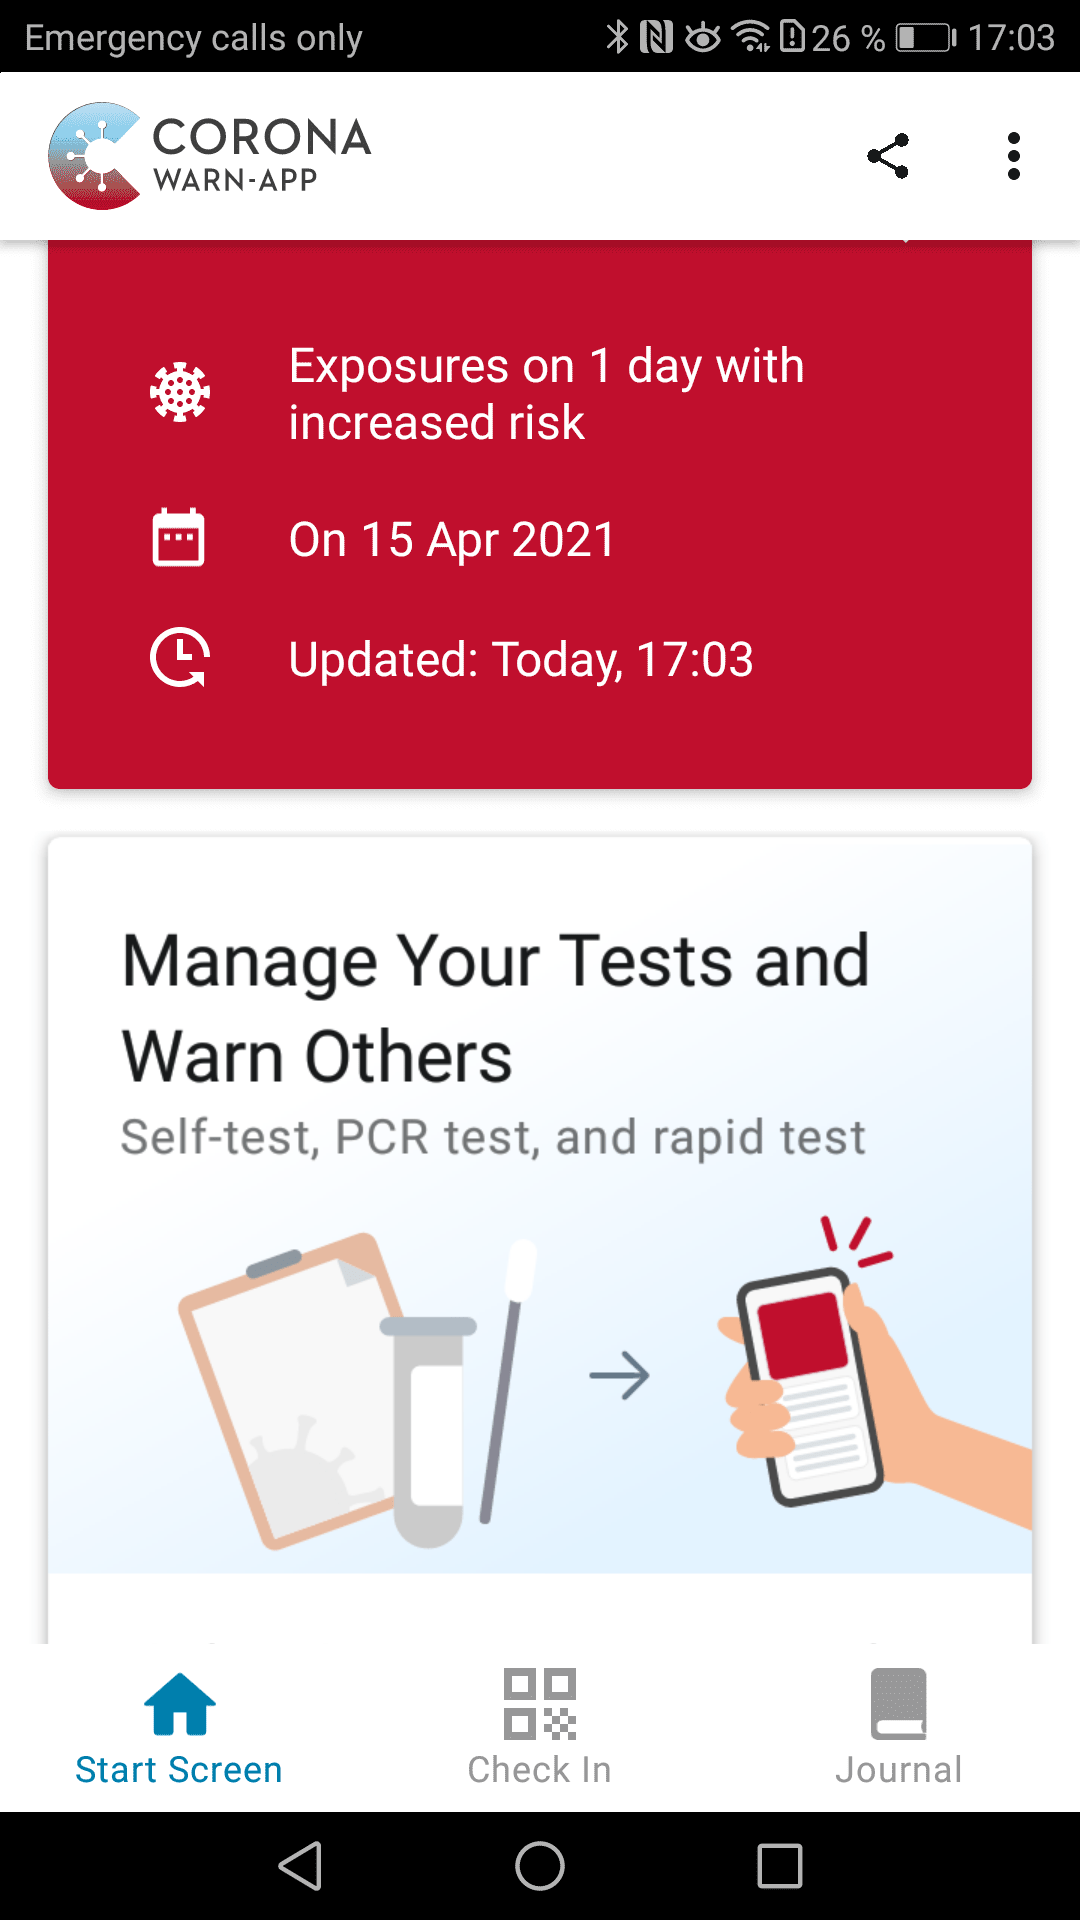 Emergency calls only 26 % 17:03
CORONA
WARN-APP
Exposures on 1 day with
increased risk
On 15 Apr 2021
Updated: Today, 17:03
Manage Your Tests and
Warn Others
Self-test, PCR test, and rapid test
Start Screen Check In Journal